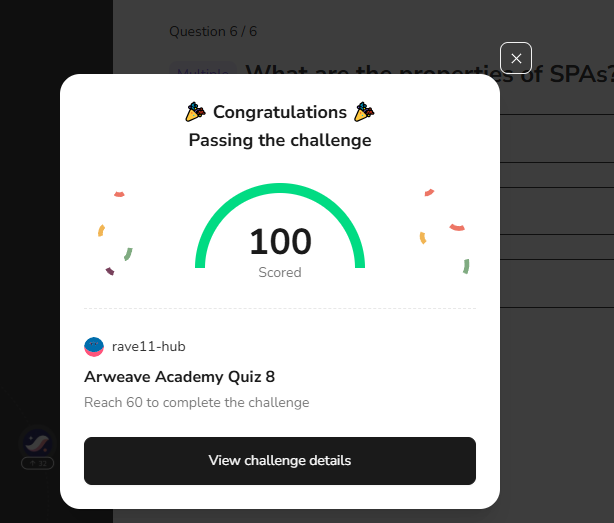 Question 6 / 6
Multiple What are the properties of SPAs?
Congratulations
Passing the challenge
100
Scored
rave11-hub
Arweave Academy Quiz 8
Reach 60 to complete the challenge
View challenge details